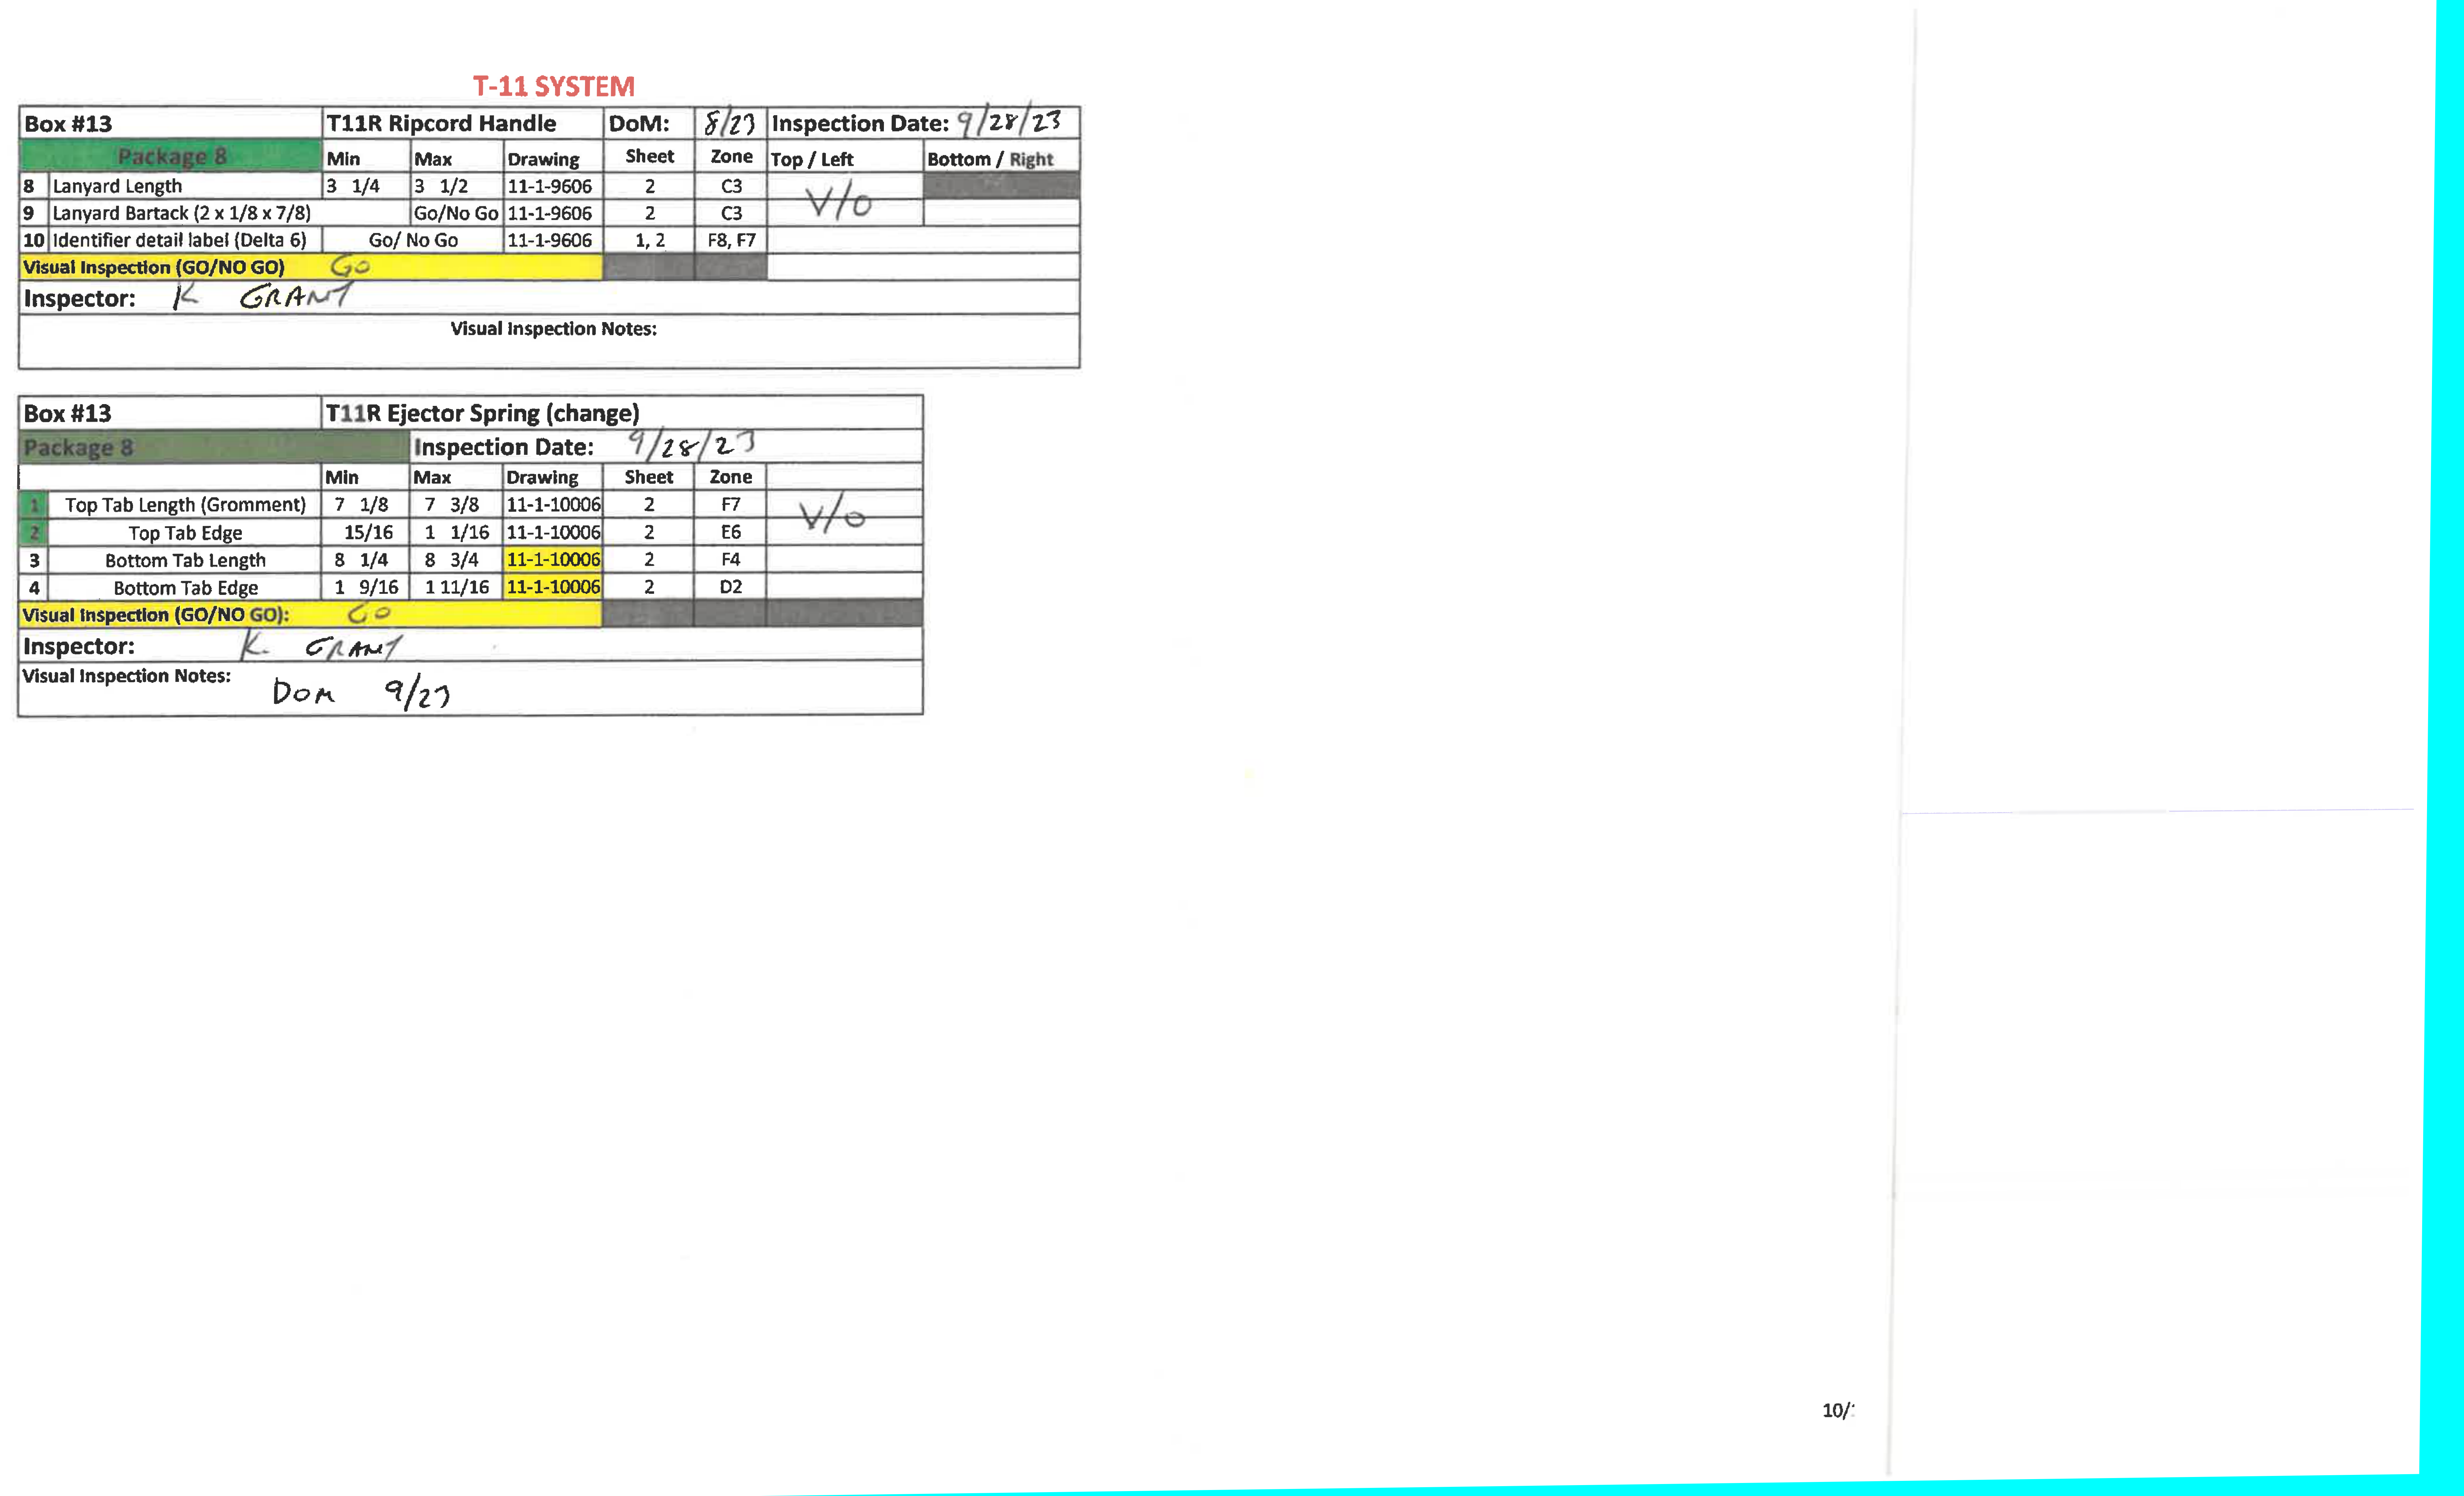 T-11 SYSTEM
Box #13 T11R Ripcord Handle DoM: 8/23 Inspection Date: 9/28/23
Package 8 Min Max Drawing Sheet Zone Top / Left Bottom / Right
8 Lanyard Length 3 1/4 3 1/2 11-1-9606 2 C3 V/O
9 Lanyard Bartack (2 x 1/8 x 7/8) Go/No Go 11-1-9606 2 C3
10 Identifier detail label (Delta 6) Go/ No Go 11-1-9606 1, 2 F8, F7
Visual Inspection (GO/NO GO) GO
Inspector: K GRANT
Visual Inspection Notes:
Box #13 T11R Ejector Spring (change)
Package 8 Inspection Date: 9/28/23
Min Max Drawing Sheet Zone
1 Top Tab Length (Gromment) 7 1/8 7 3/8 11-1-10006 2 F7 V/O
2 Top Tab Edge 15/16 1 1/16 11-1-10006 2 E6
3 Bottom Tab Length 8 1/4 8 3/4 11-1-10006 2 F4
4 Bottom Tab Edge 1 9/16 1 11/16 11-1-10006 2 D2
Visual Inspection (GO/NO GO): GO
Inspector: K. GRANT
Visual Inspection Notes: DOM 9/23
10/